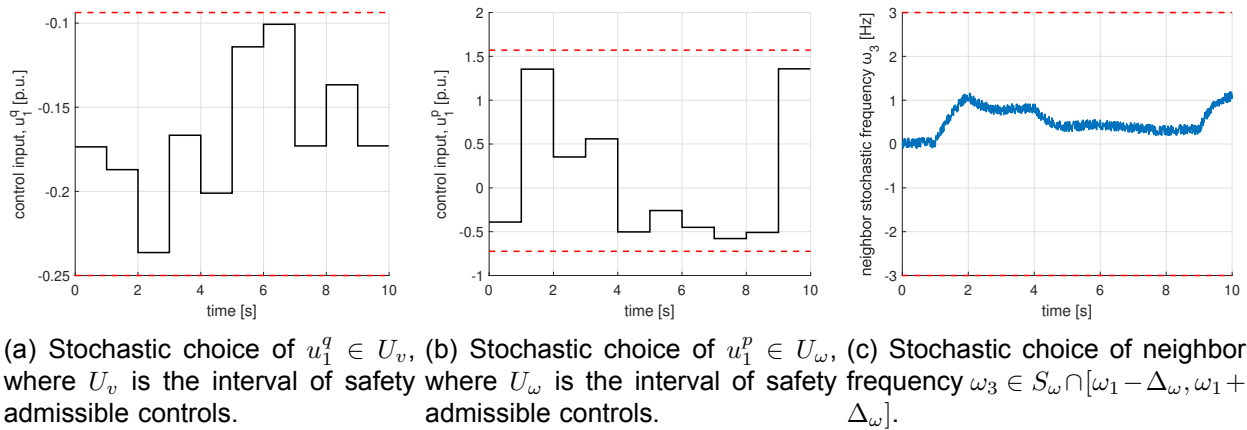 -0.1
-0.15
-0.2
-0.25
control input, u₁^q [p.u.]
0 2 4 6 8 10
time [s]
2
1.5
1
0.5
0
-0.5
-1
control input, u₁^p [p.u.]
0 2 4 6 8 10
time [s]
3
2
1
0
-1
-2
-3
neighbor stochastic frequency ω₃ [Hz]
0 2 4 6 8 10
time [s]
(a) Stochastic choice of u₁^q ∈ U_v,
where U_v is the interval of safety
admissible controls.
(b) Stochastic choice of u₁^p ∈ U_ω,
where U_ω is the interval of safety
admissible controls.
(c) Stochastic choice of neighbor
frequency ω₃ ∈ S_ω ∩ [ω₁ − Δ_ω, ω₁ +
Δ_ω].